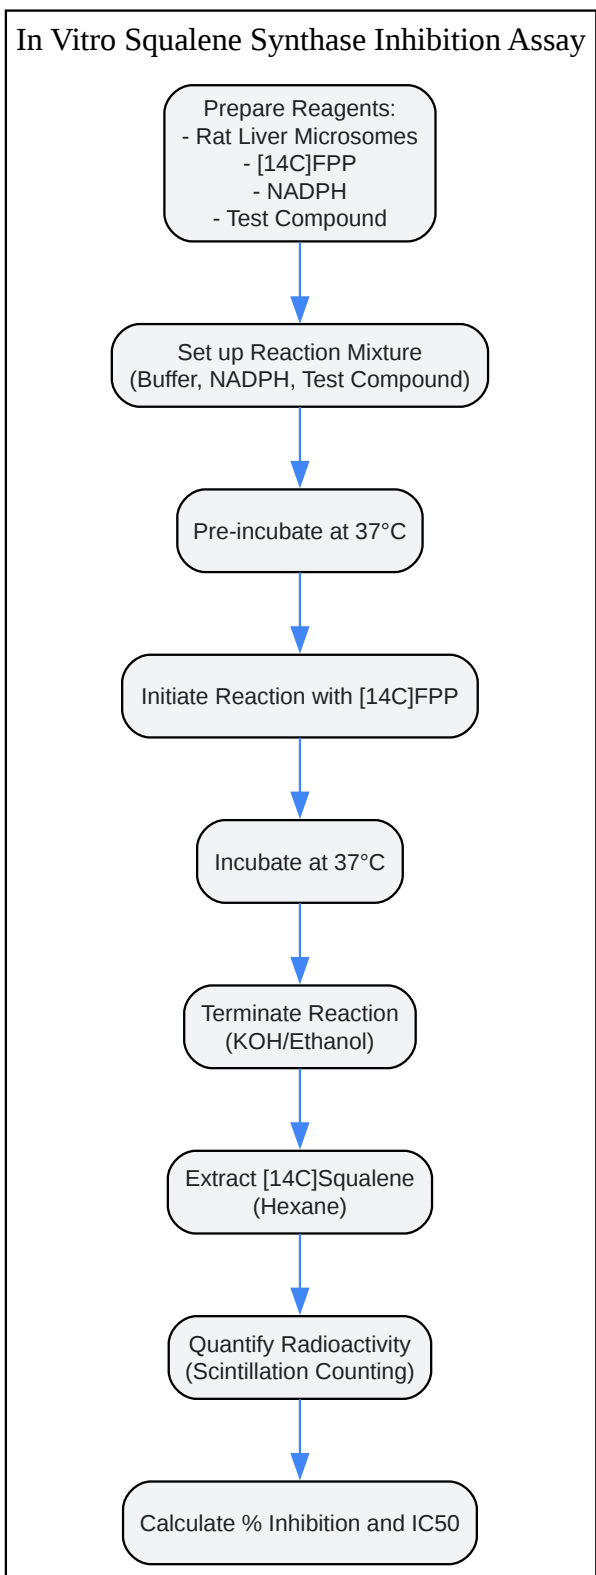 In Vitro Squalene Synthase Inhibition Assay
Prepare Reagents:
- Rat Liver Microsomes
- [14C]FPP
- NADPH
- Test Compound
Set up Reaction Mixture
(Buffer, NADPH, Test Compound)
Pre-incubate at 37°C
Initiate Reaction with [14C]FPP
Incubate at 37°C
Terminate Reaction
(KOH/Ethanol)
Extract [14C]Squalene
(Hexane)
Quantify Radioactivity
(Scintillation Counting)
Calculate % Inhibition and IC50